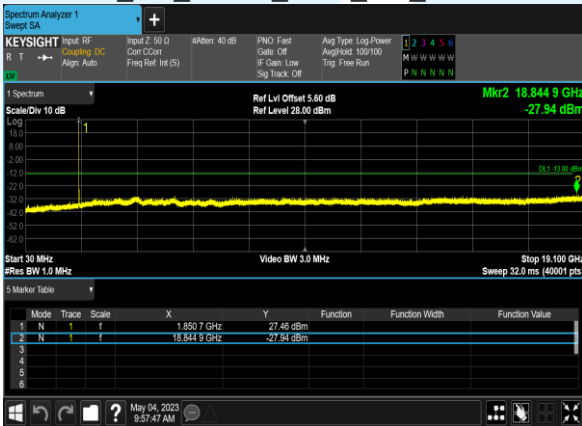 Spectrum Analyzer 1
Swept SA
+
KEYSIGHT Input: RF Input Z: 50 Ω #Atten: 40 dB PNO: Fast Avg Type: Log-Power 1 2 3 4 5 6
R T Coupling: DC Corr CCorr Gate: Off Avg|Hold: 100/100 M W W W W W
Align: Auto Freq Ref: Int (S) IF Gain: Low Trig: Free Run
LU Sig Track: Off P N N N N N
1 Spectrum Ref Lvl Offset 5.60 dB Mkr2 18.844 9 GHz
Scale/Div 10 dB Ref Level 28.00 dBm -27.94 dBm
Log
18.0 1
8.00
-2.00
-12.0 DL1 -13.00 dBm
-22.0
-32.0
-42.0
-52.0
-62.0
Start 30 MHz Video BW 3.0 MHz Stop 19.100 GHz
#Res BW 1.0 MHz Sweep 32.0 ms (40001 pts
5 Marker Table
Mode Trace Scale X Y Function Function Width Function Value
1 N 1 f 1.850 7 GHz 27.46 dBm
2 N 1 f 18.844 9 GHz -27.94 dBm
3
4
5
6
? May 04, 2023
9:57:47 AM